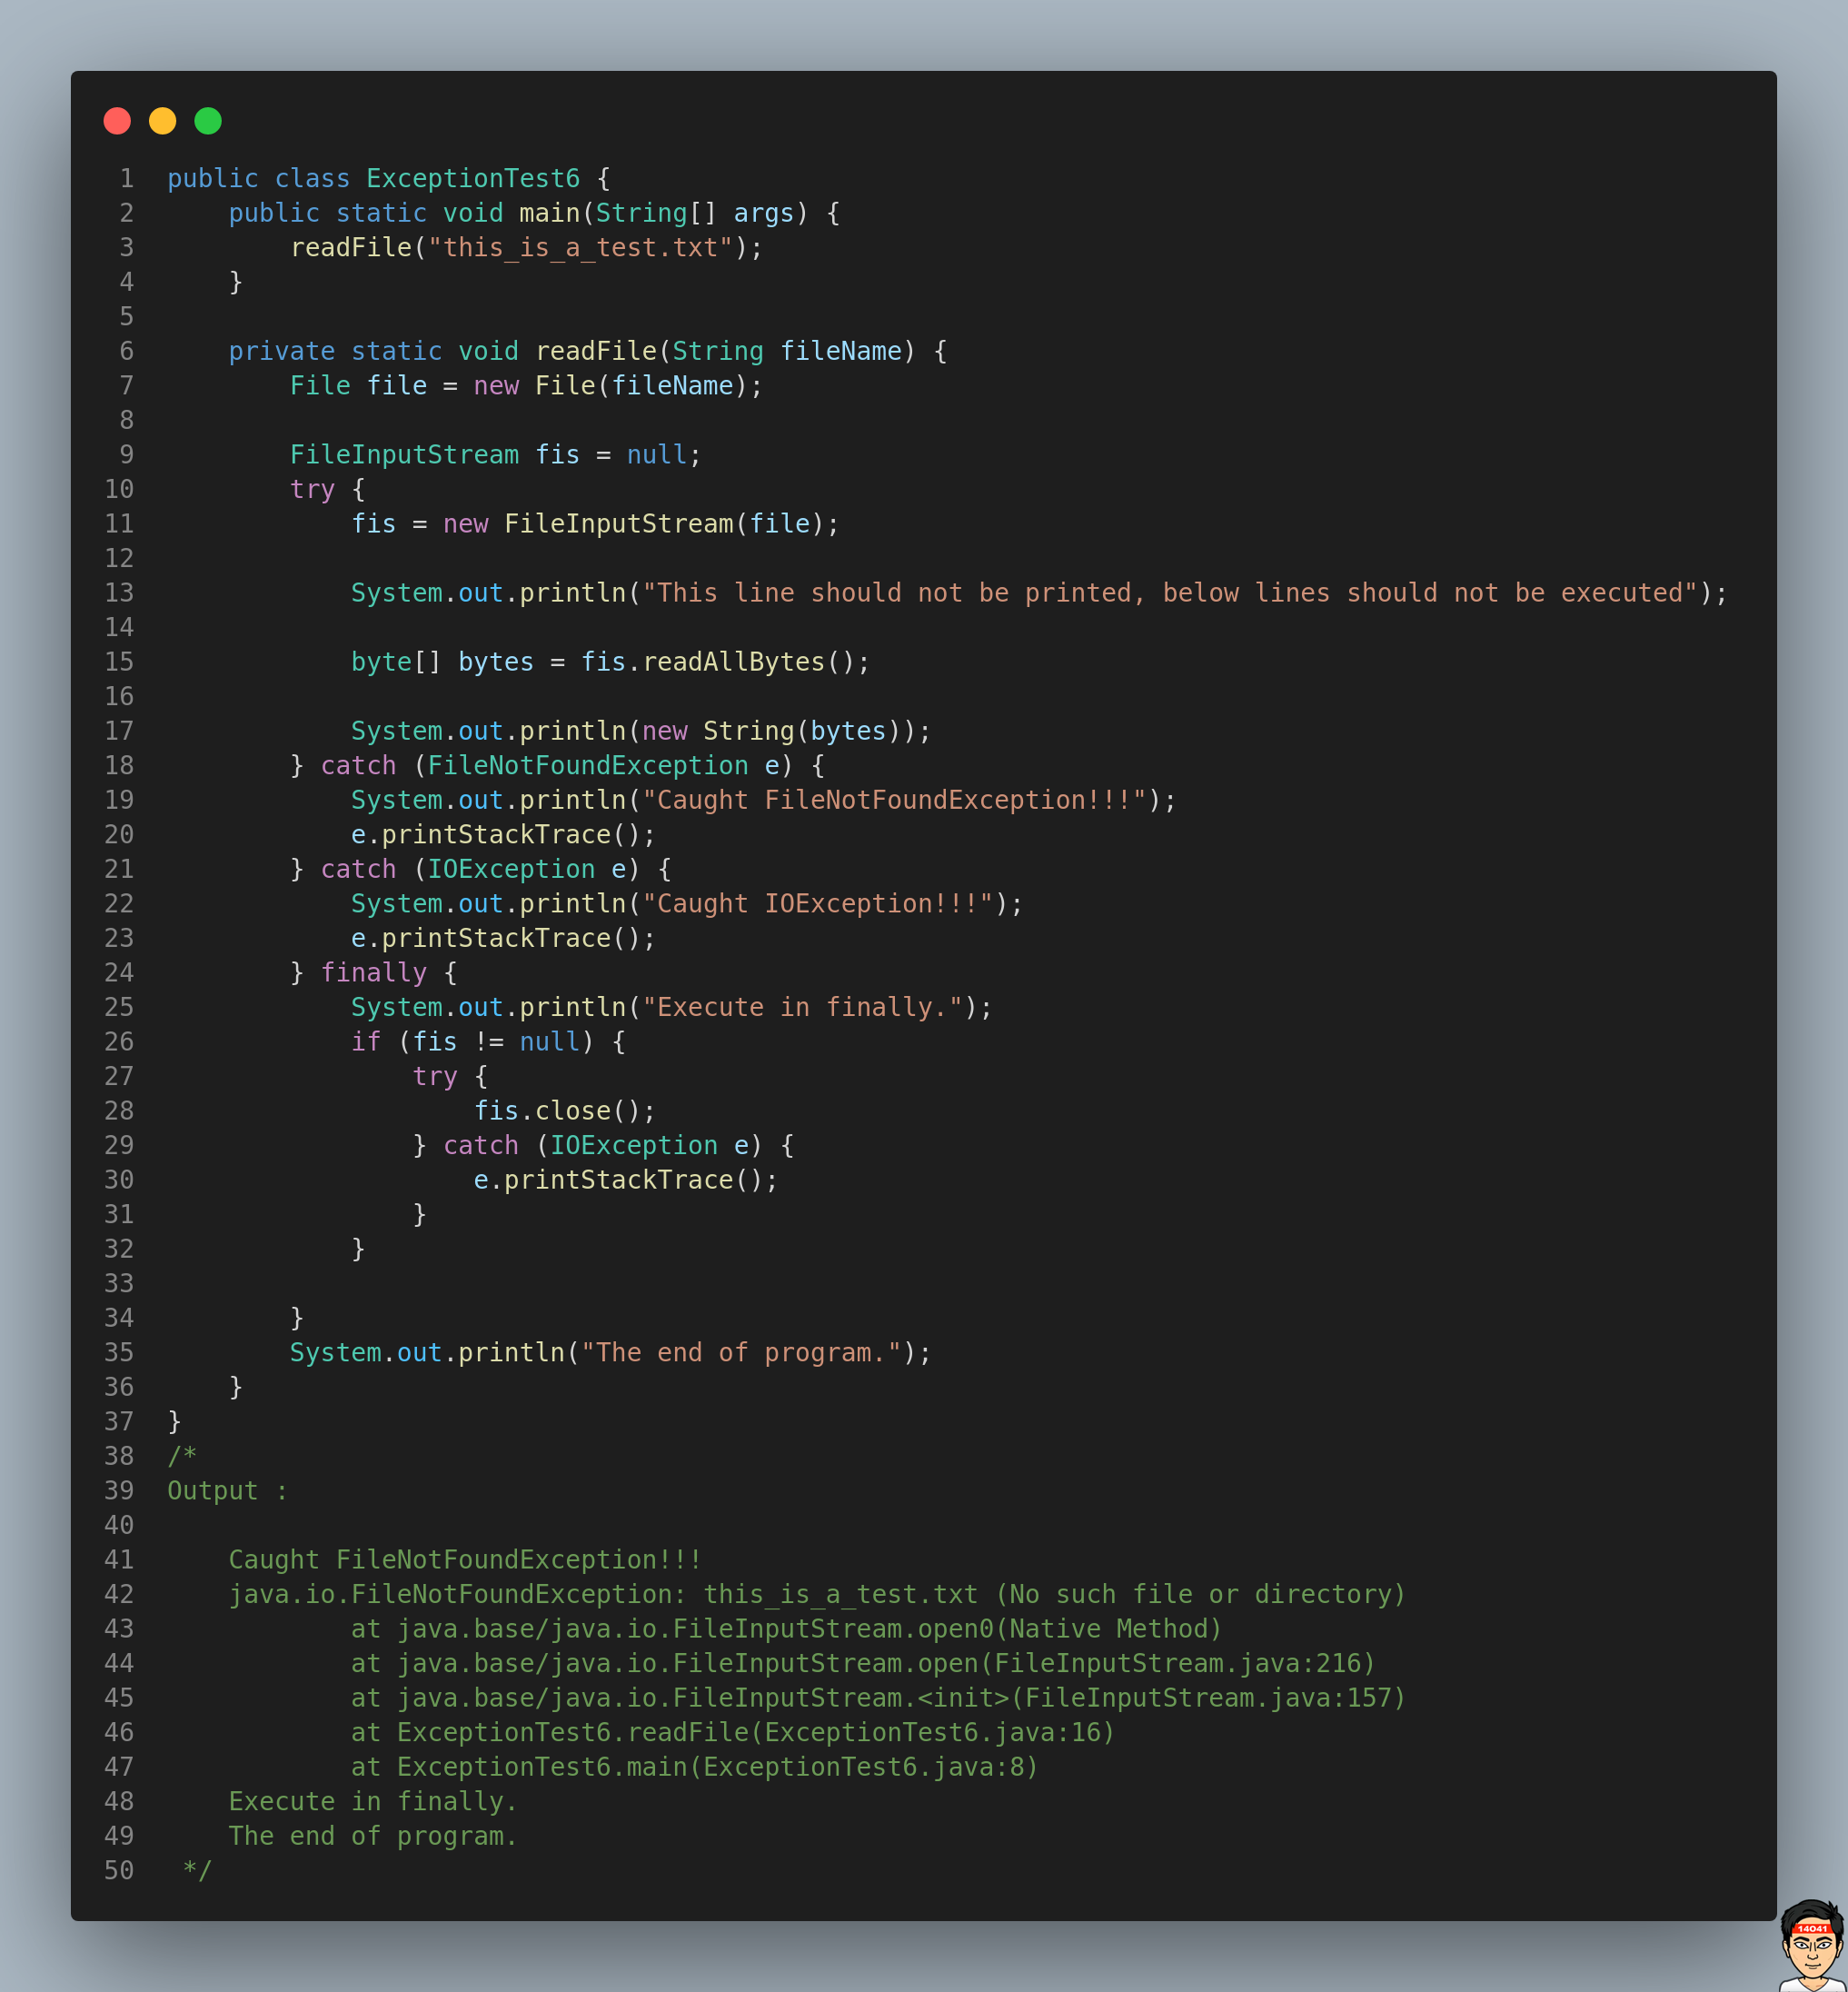 1 public class ExceptionTest6 {
2     public static void main(String[] args) {
3         readFile("this_is_a_test.txt");
4     }
5
6     private static void readFile(String fileName) {
7         File file = new File(fileName);
8
9         FileInputStream fis = null;
10         try {
11             fis = new FileInputStream(file);
12
13             System.out.println("This line should not be printed, below lines should not be executed");
14
15             byte[] bytes = fis.readAllBytes();
16
17             System.out.println(new String(bytes));
18         } catch (FileNotFoundException e) {
19             System.out.println("Caught FileNotFoundException!!!");
20             e.printStackTrace();
21         } catch (IOException e) {
22             System.out.println("Caught IOException!!!");
23             e.printStackTrace();
24         } finally {
25             System.out.println("Execute in finally.");
26             if (fis != null) {
27                 try {
28                     fis.close();
29                 } catch (IOException e) {
30                     e.printStackTrace();
31                 }
32             }
33
34         }
35         System.out.println("The end of program.");
36     }
37 }
38 /*
39 Output :
40
41     Caught FileNotFoundException!!!
42     java.io.FileNotFoundException: this_is_a_test.txt (No such file or directory)
43             at java.base/java.io.FileInputStream.open0(Native Method)
44             at java.base/java.io.FileInputStream.open(FileInputStream.java:216)
45             at java.base/java.io.FileInputStream.<init>(FileInputStream.java:157)
46             at ExceptionTest6.readFile(ExceptionTest6.java:16)
47             at ExceptionTest6.main(ExceptionTest6.java:8)
48     Execute in finally.
49     The end of program.
50  */
14041